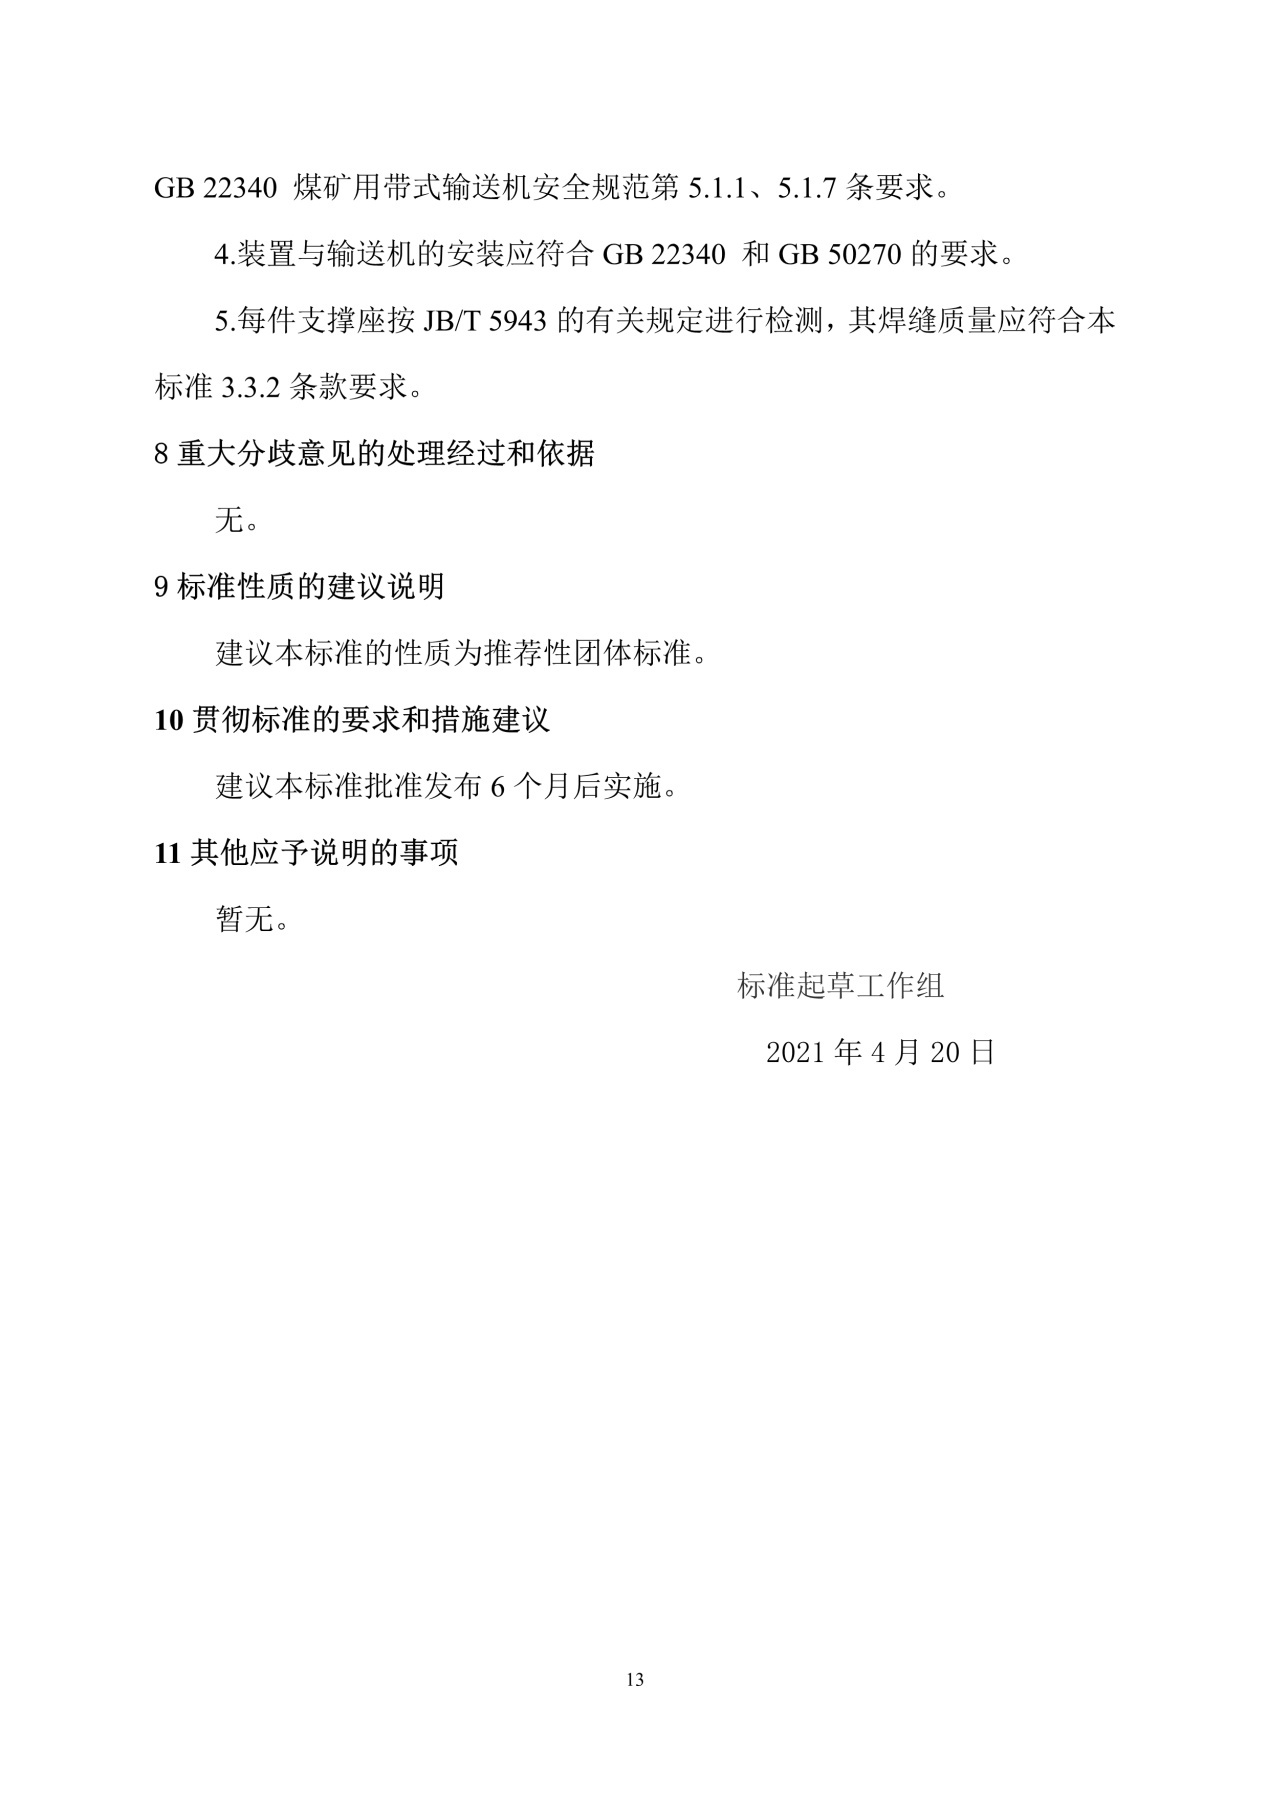 GB 22340 煤矿用带式输送机安全规范第 5.1.1、5.1.7 条要求。
4.装置与输送机的安装应符合 GB 22340 和 GB 50270 的要求。
5.每件支撑座按 JB/T 5943 的有关规定进行检测，其焊缝质量应符合本
标准 3.3.2 条款要求。
8 重大分歧意见的处理经过和依据
无。
9 标准性质的建议说明
建议本标准的性质为推荐性团体标准。
10 贯彻标准的要求和措施建议
建议本标准批准发布 6 个月后实施。
11 其他应予说明的事项
暂无。
标准起草工作组
2021 年 4 月 20 日
13